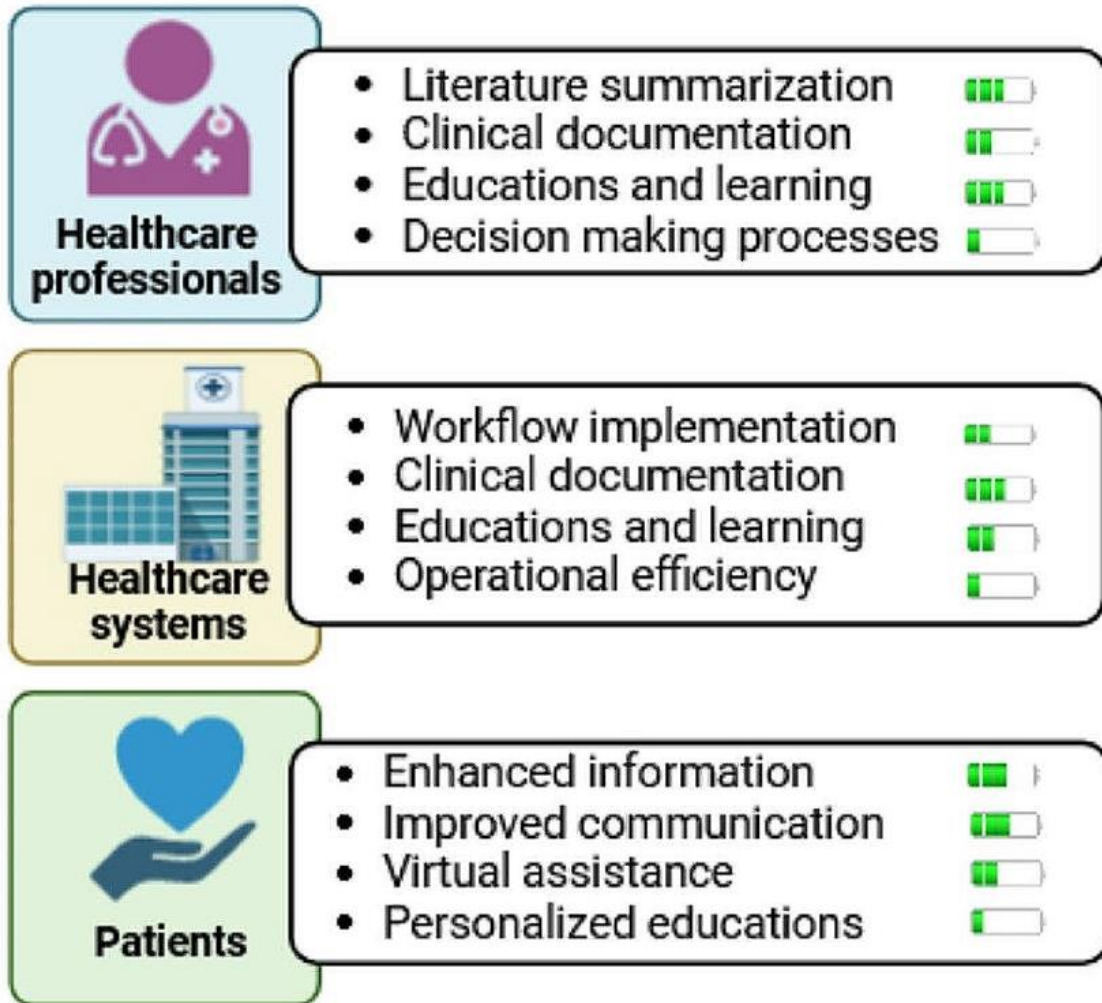 Healthcare
professionals
• Literature summarization
• Clinical documentation
• Educations and learning
• Decision making processes
Healthcare
systems
• Workflow implementation
• Clinical documentation
• Educations and learning
• Operational efficiency
Patients
• Enhanced information
• Improved communication
• Virtual assistance
• Personalized educations